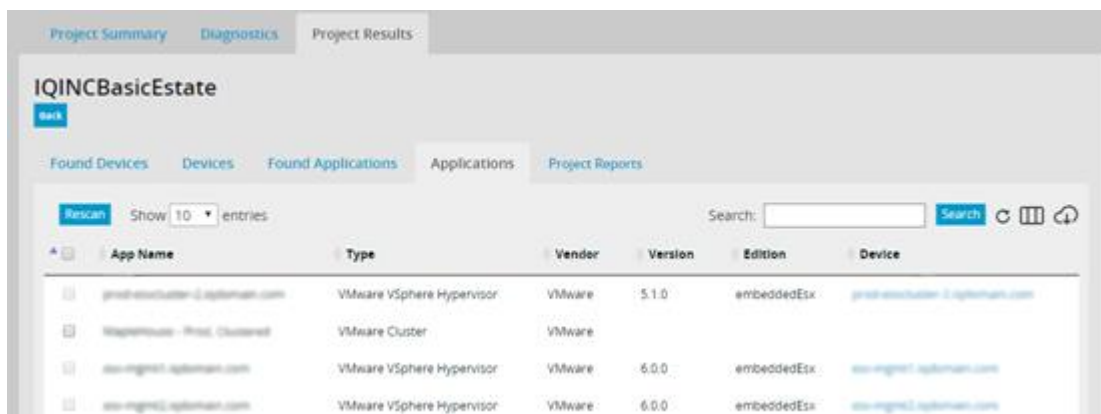 Project Summary Diagnostics Project Results
IQINCBasicEstate
Back
Found Devices Devices Found Applications Applications Project Reports
Rescan Show 10 entries Search: Search
App Name Type Vendor Version Edition Device
VMware VSphere Hypervisor VMware 5.1.0 embeddedEsx
VMware Cluster VMware
VMware VSphere Hypervisor VMware 6.0.0 embeddedEsx
VMware VSphere Hypervisor VMware 6.0.0 embeddedEsx